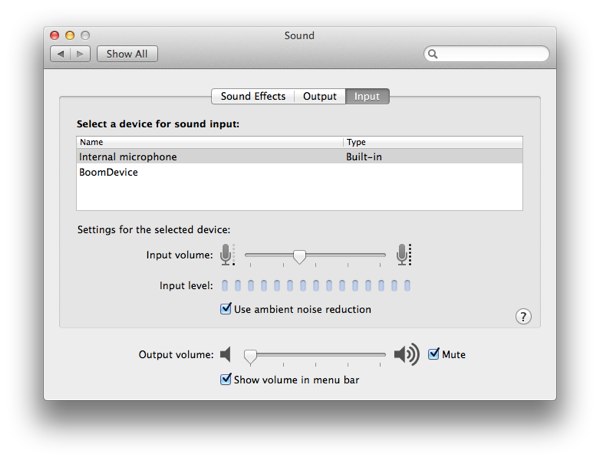 Sound
Show All
Sound Effects Output Input
Select a device for sound input:
Name Type
Internal microphone Built-in
BoomDevice
Settings for the selected device:
Input volume:
Input level:
Use ambient noise reduction
?
Output volume: Mute
Show volume in menu bar